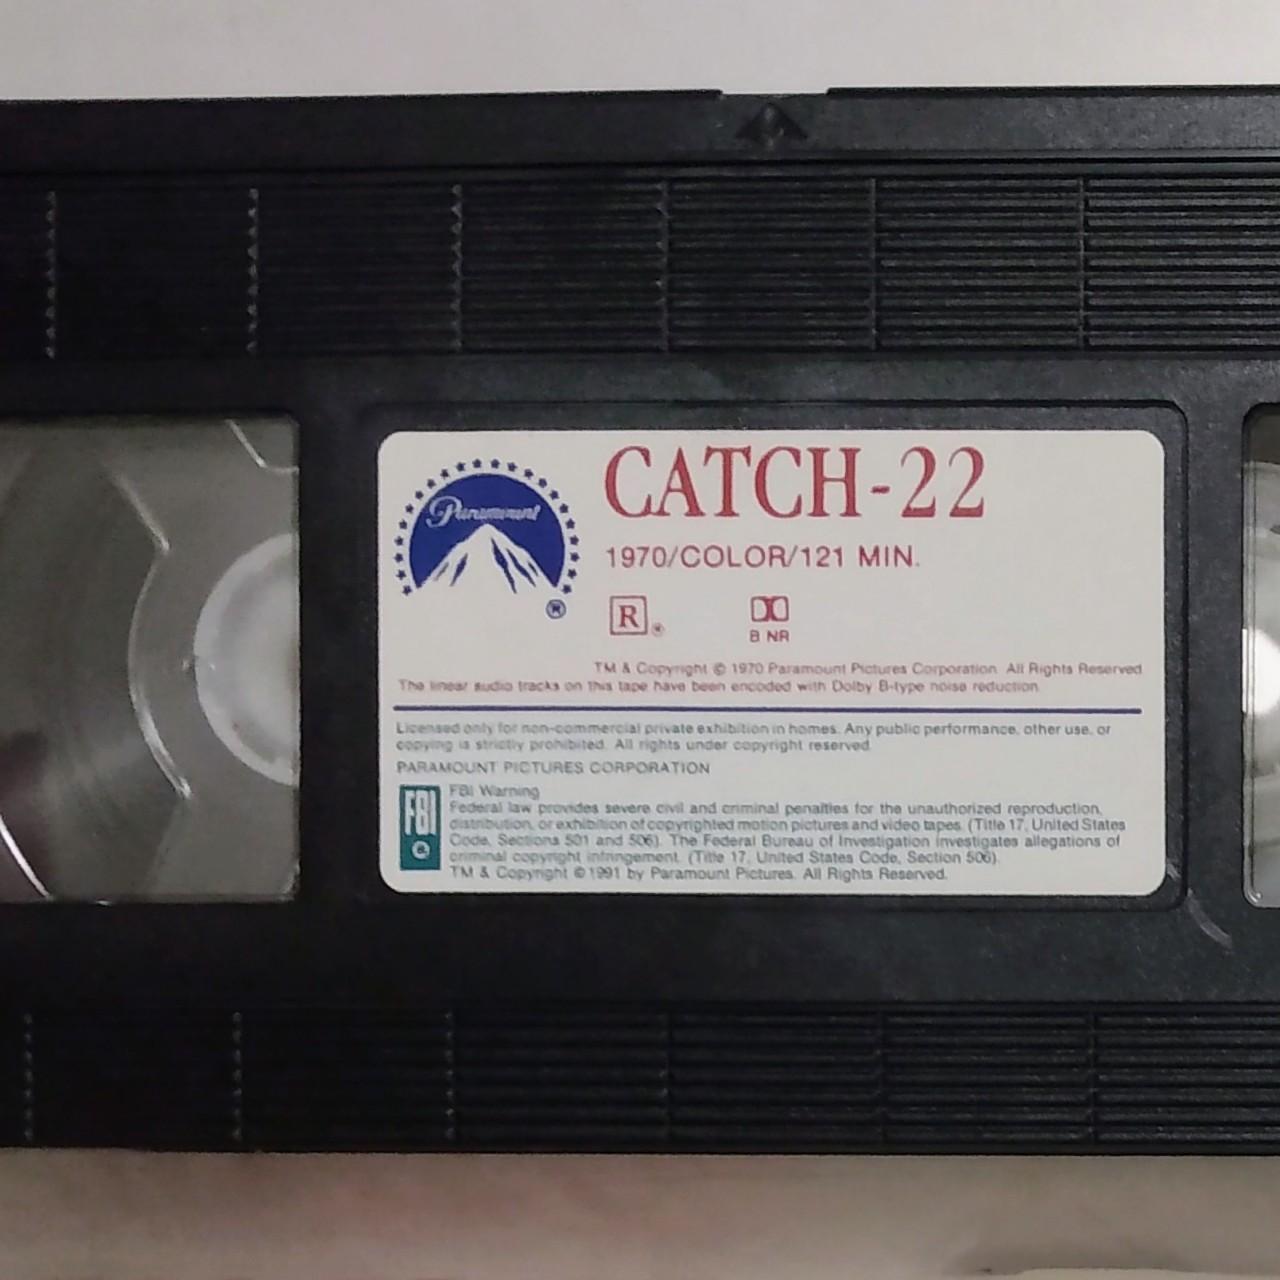 Paramount
®
CATCH-22
1970/COLOR/121 MIN.
R ®
B NR
TM & Copyright © 1970 Paramount Pictures Corporation. All Rights Reserved
The linear audio tracks on this tape have been encoded with Dolby B-type noise reduction.
Licensed only for non-commercial private exhibition in homes. Any public performance, other use, or
copying is strictly prohibited. All rights under copyright reserved.
PARAMOUNT PICTURES CORPORATION
FBI
FBI Warning
Federal law provides severe civil and criminal penalties for the unauthorized reproduction,
distribution, or exhibition of copyrighted motion pictures and video tapes. (Title 17, United States
Code, Sections 501 and 506). The Federal Bureau of Investigation investigates allegations of
criminal copyright infringement. (Title 17, United States Code, Section 506).
TM & Copyright © 1991 by Paramount Pictures. All Rights Reserved.